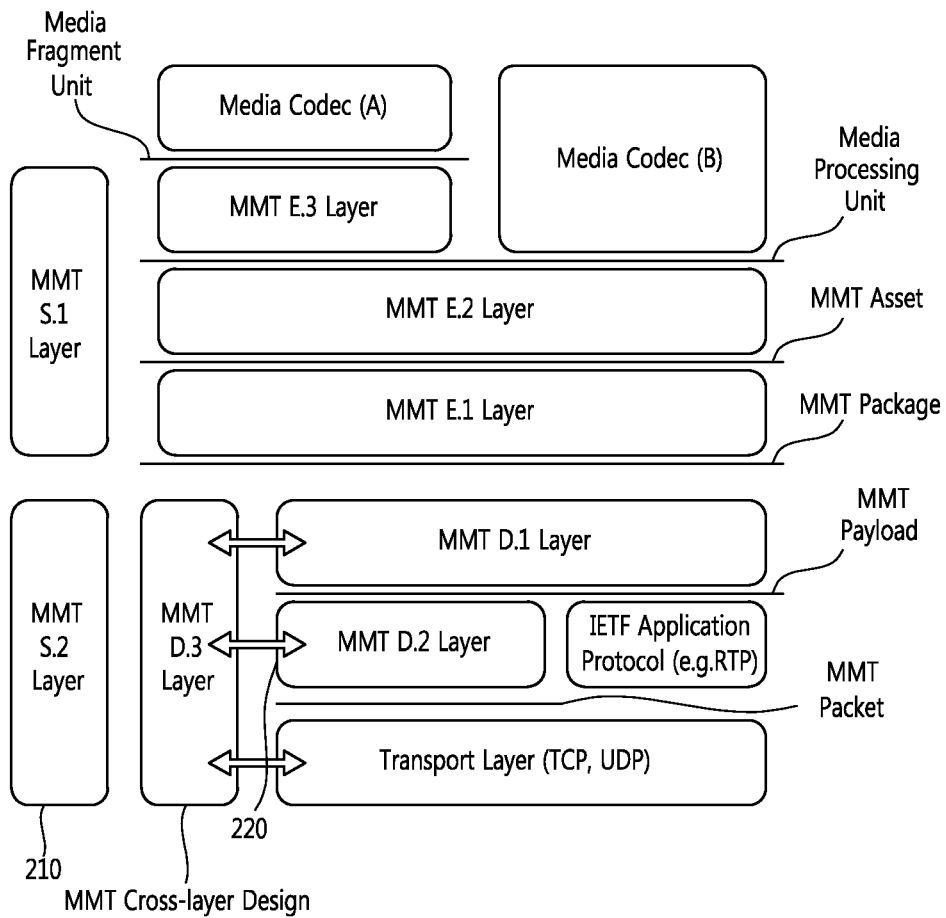 Media
Fragment
Unit
Media Codec (A)
Media Codec (B)
Media
Processing
Unit
MMT E.3 Layer
MMT
S.1
Layer
MMT E.2 Layer
MMT Asset
MMT E.1 Layer
MMT Package
MMT
S.2
Layer
MMT
D.3
Layer
MMT D.1 Layer
MMT
Payload
MMT D.2 Layer
IETF Application
Protocol (e.g.RTP)
MMT
Packet
Transport Layer (TCP, UDP)
210
220
MMT Cross-layer Design